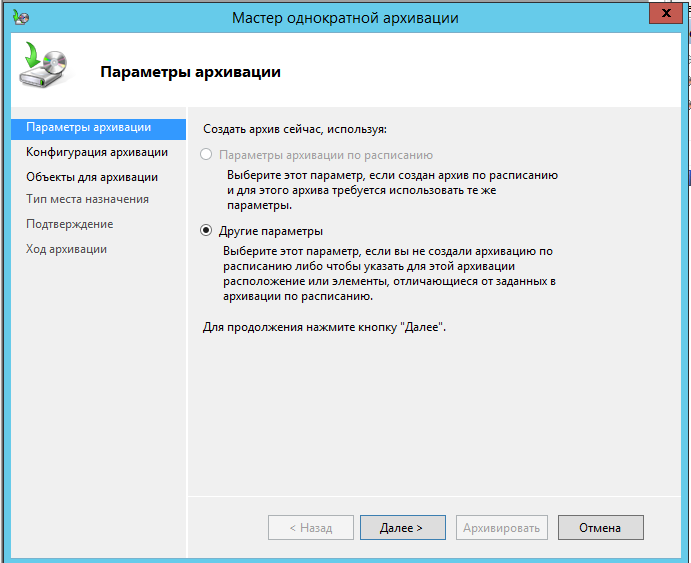 Мастер однократной архивации
x
Параметры архивации
Параметры архивации
Конфигурация архивации
Объекты для архивации
Тип места назначения
Подтверждение
Ход архивации
Создать архив сейчас, используя:
Параметры архивации по расписанию
Выберите этот параметр, если создан архив по расписанию
и для этого архива требуется использовать те же
параметры.
Другие параметры
Выберите этот параметр, если вы не создали архивацию по
расписанию либо чтобы указать для этой архивации
расположение или элементы, отличающиеся от заданных в
архивации по расписанию.
Для продолжения нажмите кнопку "Далее".
< Назад
Далее >
Архивировать
Отмена